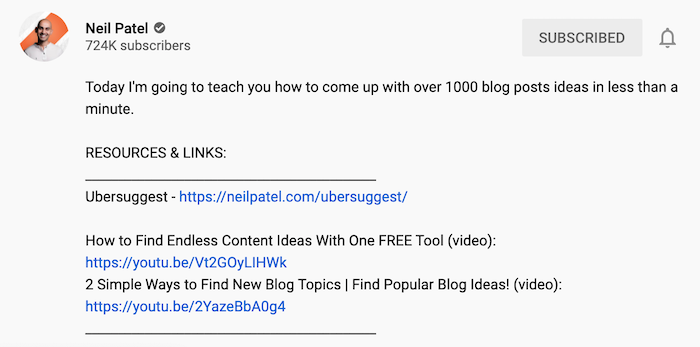 Neil Patel
724K subscribers
SUBSCRIBED
Today I'm going to teach you how to come up with over 1000 blog posts ideas in less than a
minute.
RESOURCES & LINKS:
Ubersuggest - https://neilpatel.com/ubersuggest/
How to Find Endless Content Ideas With One FREE Tool (video):
https://youtu.be/Vt2GOyLIHWk
2 Simple Ways to Find New Blog Topics | Find Popular Blog Ideas! (video):
https://youtu.be/2YazeBbA0g4